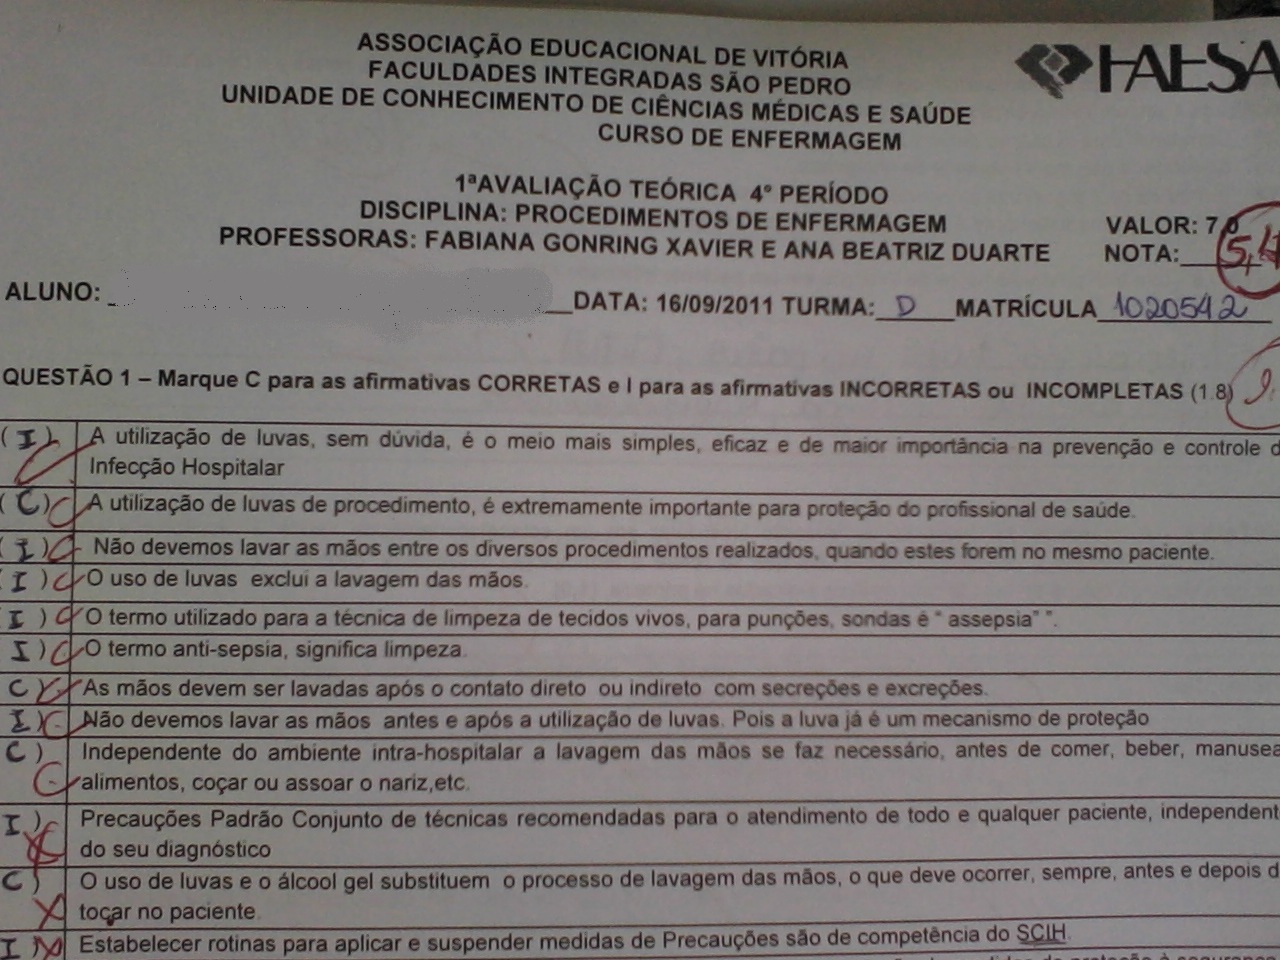 ASSOCIAÇÃO EDUCACIONAL DE VITÓRIA
FACULDADES INTEGRADAS SÃO PEDRO
UNIDADE DE CONHECIMENTO DE CIÊNCIAS MÉDICAS E SAÚDE
CURSO DE ENFERMAGEM
FAESA
1ªAVALIAÇÃO TEÓRICA 4º PERÍODO
DISCIPLINA: PROCEDIMENTOS DE ENFERMAGEM VALOR: 7,0
PROFESSORAS: FABIANA GONRING XAVIER E ANA BEATRIZ DUARTE NOTA: 5,4
ALUNO: DATA: 16/09/2011 TURMA: D MATRÍCULA 1020542
QUESTÃO 1 – Marque C para as afirmativas CORRETAS e I para as afirmativas INCORRETAS ou INCOMPLETAS (1.8)
(I) A utilização de luvas, sem dúvida, é o meio mais simples, eficaz e de maior importância na prevenção e controle d
Infecção Hospitalar
(C) C A utilização de luvas de procedimento, é extremamente importante para proteção do profissional de saúde.
(I) C Não devemos lavar as mãos entre os diversos procedimentos realizados, quando estes forem no mesmo paciente.
I ) C O uso de luvas exclui a lavagem das mãos.
I ) C O termo utilizado para a técnica de limpeza de tecidos vivos, para punções, sondas é “ assepsia” ”.
I ) C O termo anti-sepsia, significa limpeza.
C ) C As mãos devem ser lavadas após o contato direto ou indireto com secreções e excreções.
I ) C Não devemos lavar as mãos antes e após a utilização de luvas. Pois a luva já é um mecanismo de proteção
C ) Independente do ambiente intra-hospitalar a lavagem das mãos se faz necessário, antes de comer, beber, manusea
C alimentos, coçar ou assoar o nariz,etc.
I ) Precauções Padrão Conjunto de técnicas recomendadas para o atendimento de todo e qualquer paciente, independent
do seu diagnóstico
C ) O uso de luvas e o álcool gel substituem o processo de lavagem das mãos, o que deve ocorrer, sempre, antes e depois d
X tocar no paciente.
I ) X Estabelecer rotinas para aplicar e suspender medidas de Precauções são de competência do SCIH.